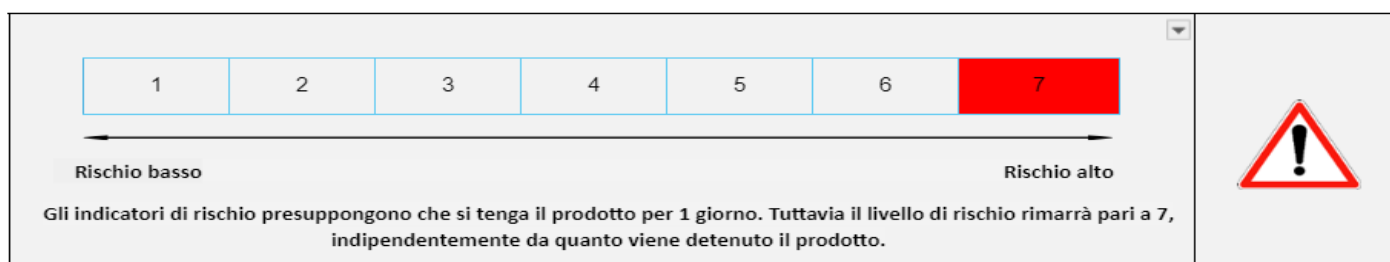 1 2 3 4 5 6 7
Rischio basso Rischio alto
Gli indicatori di rischio presuppongono che si tenga il prodotto per 1 giorno. Tuttavia il livello di rischio rimarrà pari a 7,
indipendentemente da quanto viene detenuto il prodotto.